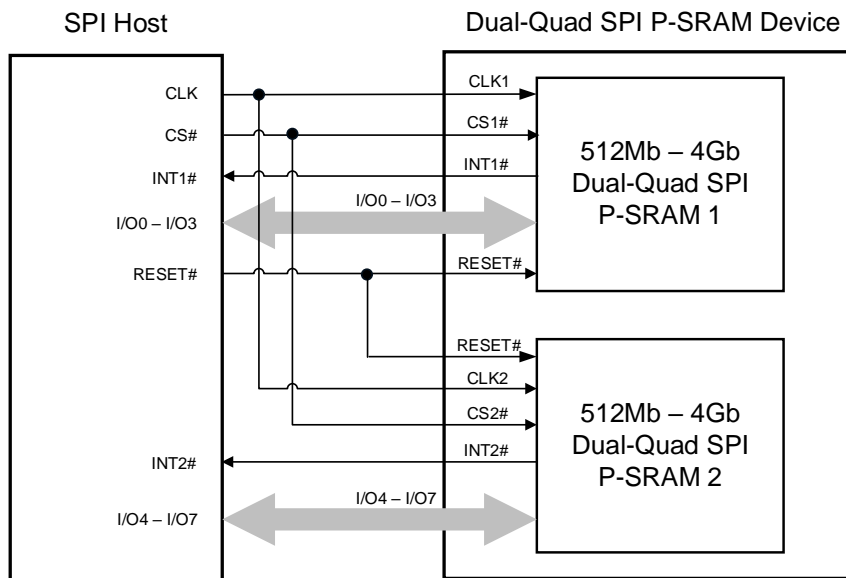 SPI Host
Dual-Quad SPI P-SRAM Device
CLK
CLK1
CS#
CS1#
INT1#
INT1#
I/O0 – I/O3
I/O0 – I/O3
RESET#
RESET#
512Mb – 4Gb
Dual-Quad SPI
P-SRAM 1
RESET#
CLK2
CS2#
INT2#
INT2#
I/O4 – I/O7
I/O4 – I/O7
512Mb – 4Gb
Dual-Quad SPI
P-SRAM 2